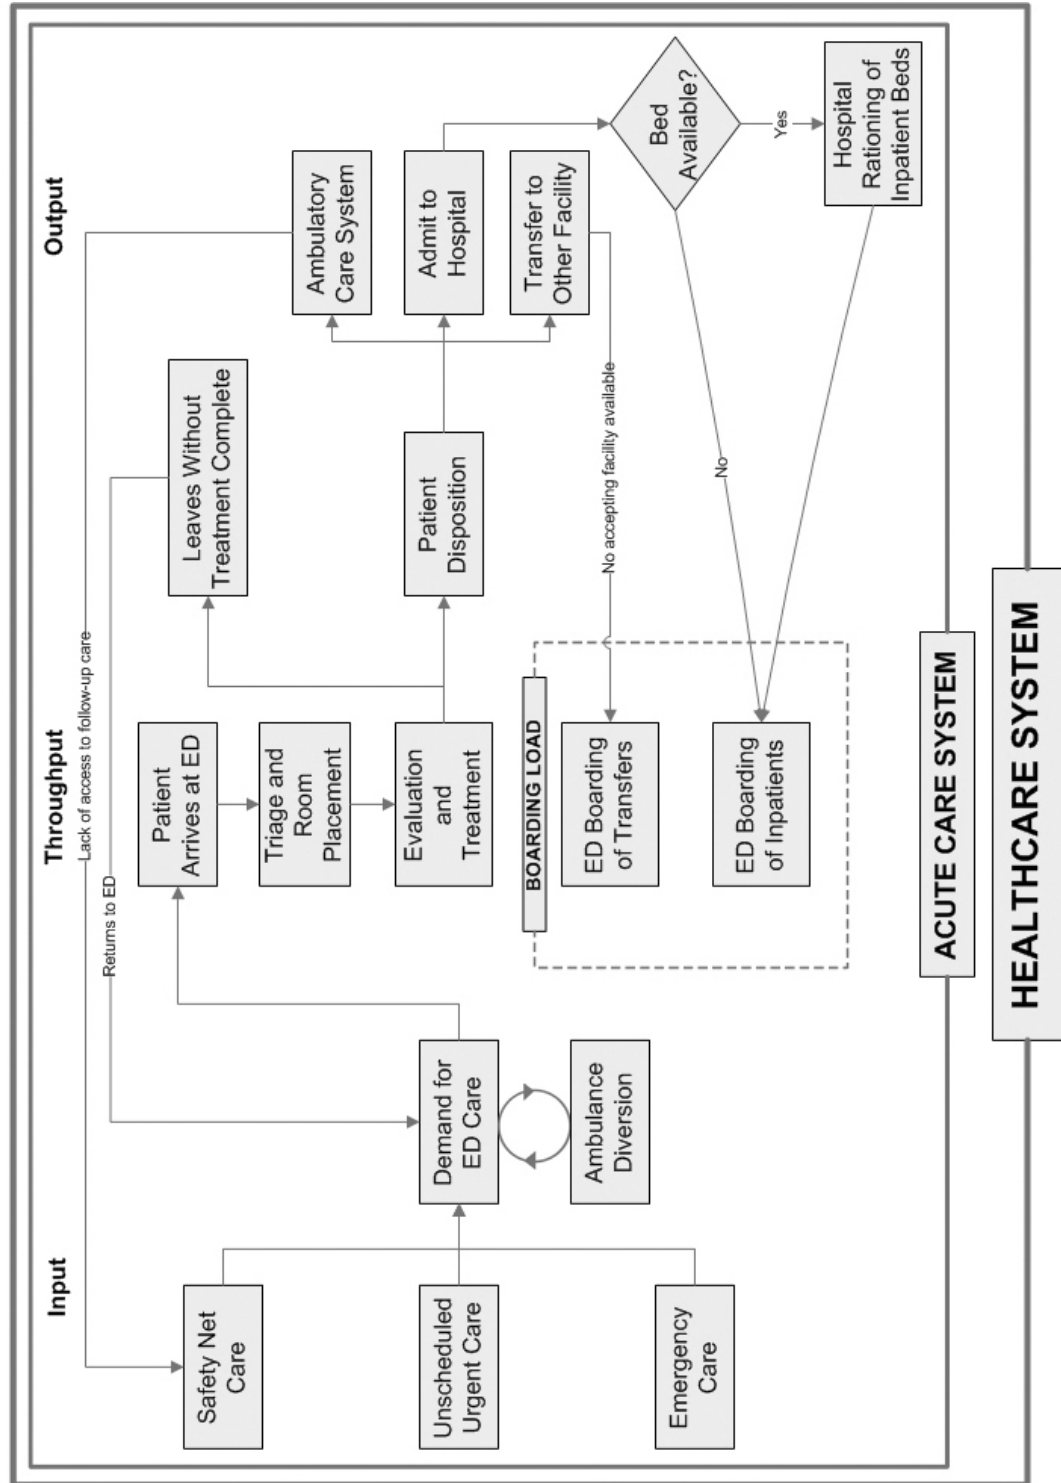 Input
Throughput
Output
Lack of access to follow-up care
Returns to ED
Safety Net
Care
Unscheduled
Urgent Care
Emergency
Care
Demand for
ED Care
Ambulance
Diversion
Patient
Arrives at ED
Triage and
Room
Placement
Evaluation
and
Treatment
BOARDING LOAD
ED Boarding
of Transfers
ED Boarding
of Inpatients
Leaves Without
Treatment Complete
Patient
Disposition
No accepting facility available
No
Ambulatory
Care System
Admit to
Hospital
Transfer to
Other Facility
Bed
Available?
Yes
Hospital
Rationing of
Inpatient Beds
ACUTE CARE SYSTEM
HEALTHCARE SYSTEM